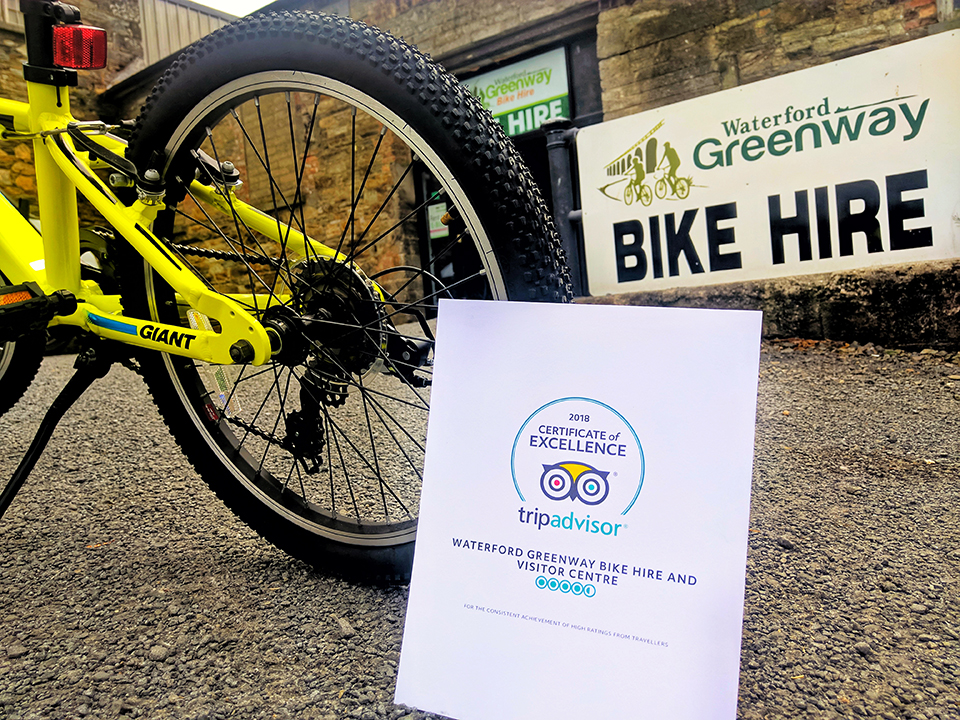 Waterford
Greenway
Bike Hire
HIRE
Waterford
Greenway
BIKE HIRE
GIANT
2018
CERTIFICATE of
EXCELLENCE
tripadvisor®
WATERFORD GREENWAY BIKE HIRE AND
VISITOR CENTRE
FOR THE CONSISTENT ACHIEVEMENT OF HIGH RATINGS FROM TRAVELLERS